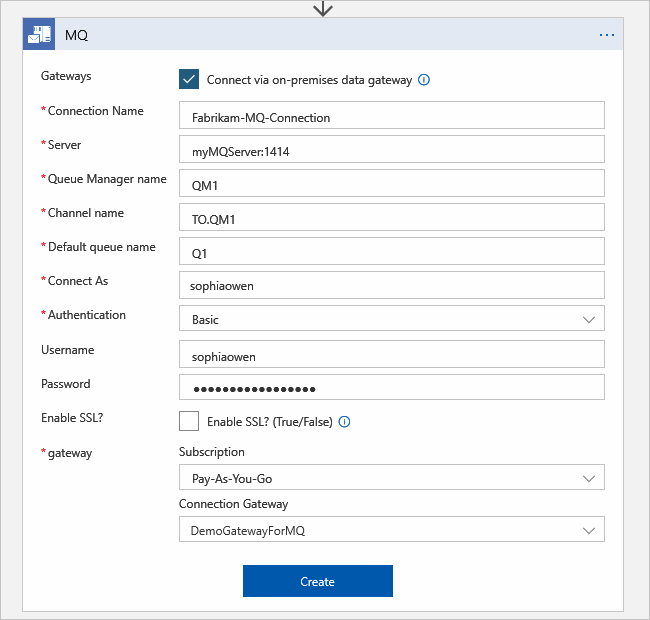 MQ
Gateways
Connect via on-premises data gateway
*Connection Name
Fabrikam-MQ-Connection
*Server
myMQServer:1414
*Queue Manager name
QM1
*Channel name
TO.QM1
*Default queue name
Q1
*Connect As
sophiaowen
*Authentication
Basic
Username
sophiaowen
Password
•••••••••••••••••
Enable SSL?
Enable SSL? (True/False)
*gateway
Subscription
Pay-As-You-Go
Connection Gateway
DemoGatewayForMQ
Create